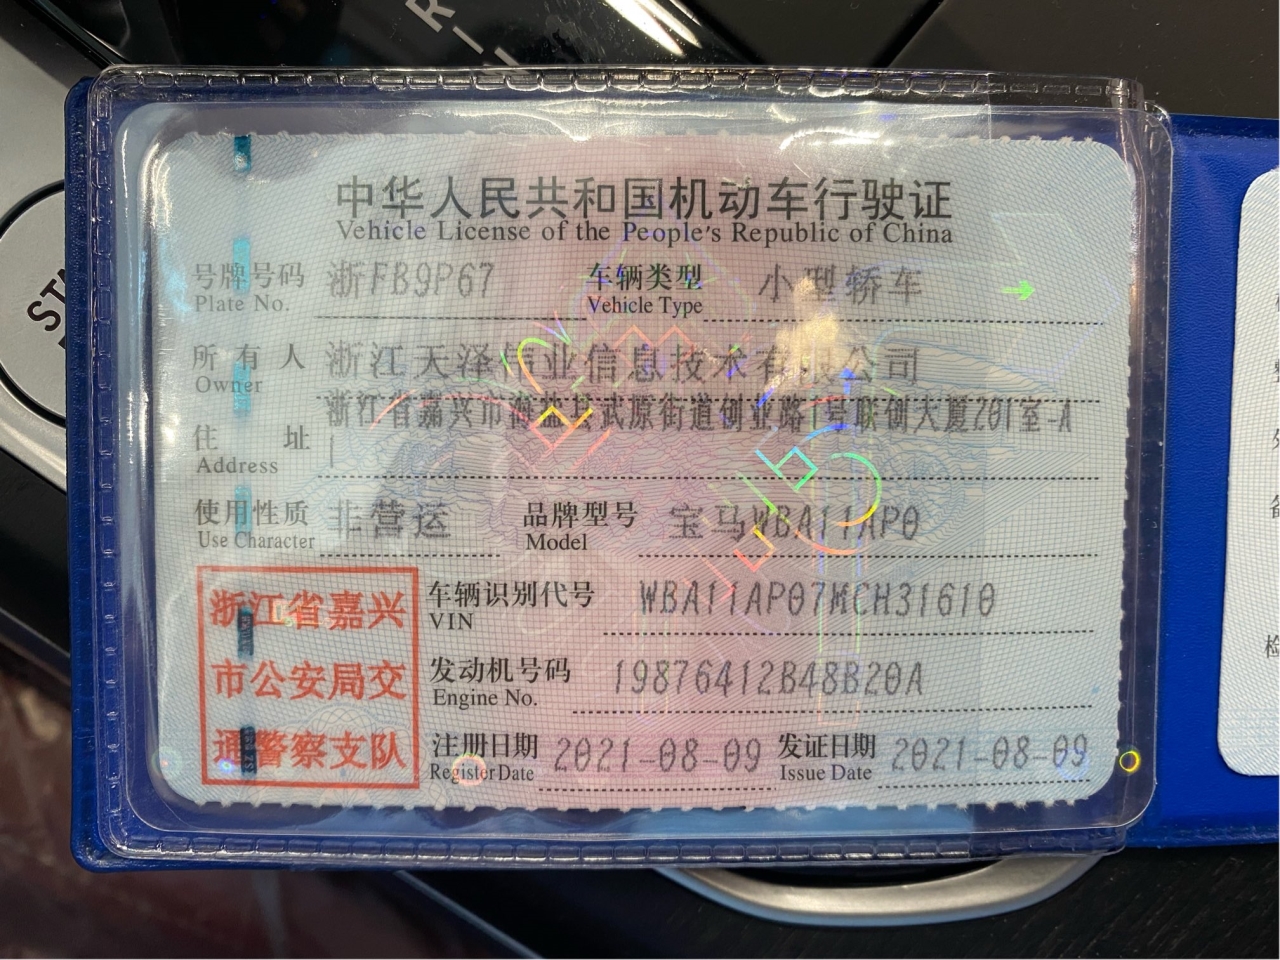 中华人民共和国机动车行驶证
Vehicle License of the People's Republic of China
号牌号码 浙FB9P67 车辆类型 小型轿车
Plate No. Vehicle Type
所有人 浙江天泽恒业信息技术有限公司
Owner
浙江省嘉兴市海盐县武原街道创业路1号联创大厦201室-A
住址
Address
使用性质 非营运 品牌型号 宝马WBA11AP0
Use Character Model
浙江省嘉兴
市公安局交
通警察支队
车辆识别代号 WBA11AP07MCH31610
VIN
发动机号码 19876412B48B20A
Engine No.
注册日期 2021-08-09 发证日期 2021-08-09
Register Date Issue Date